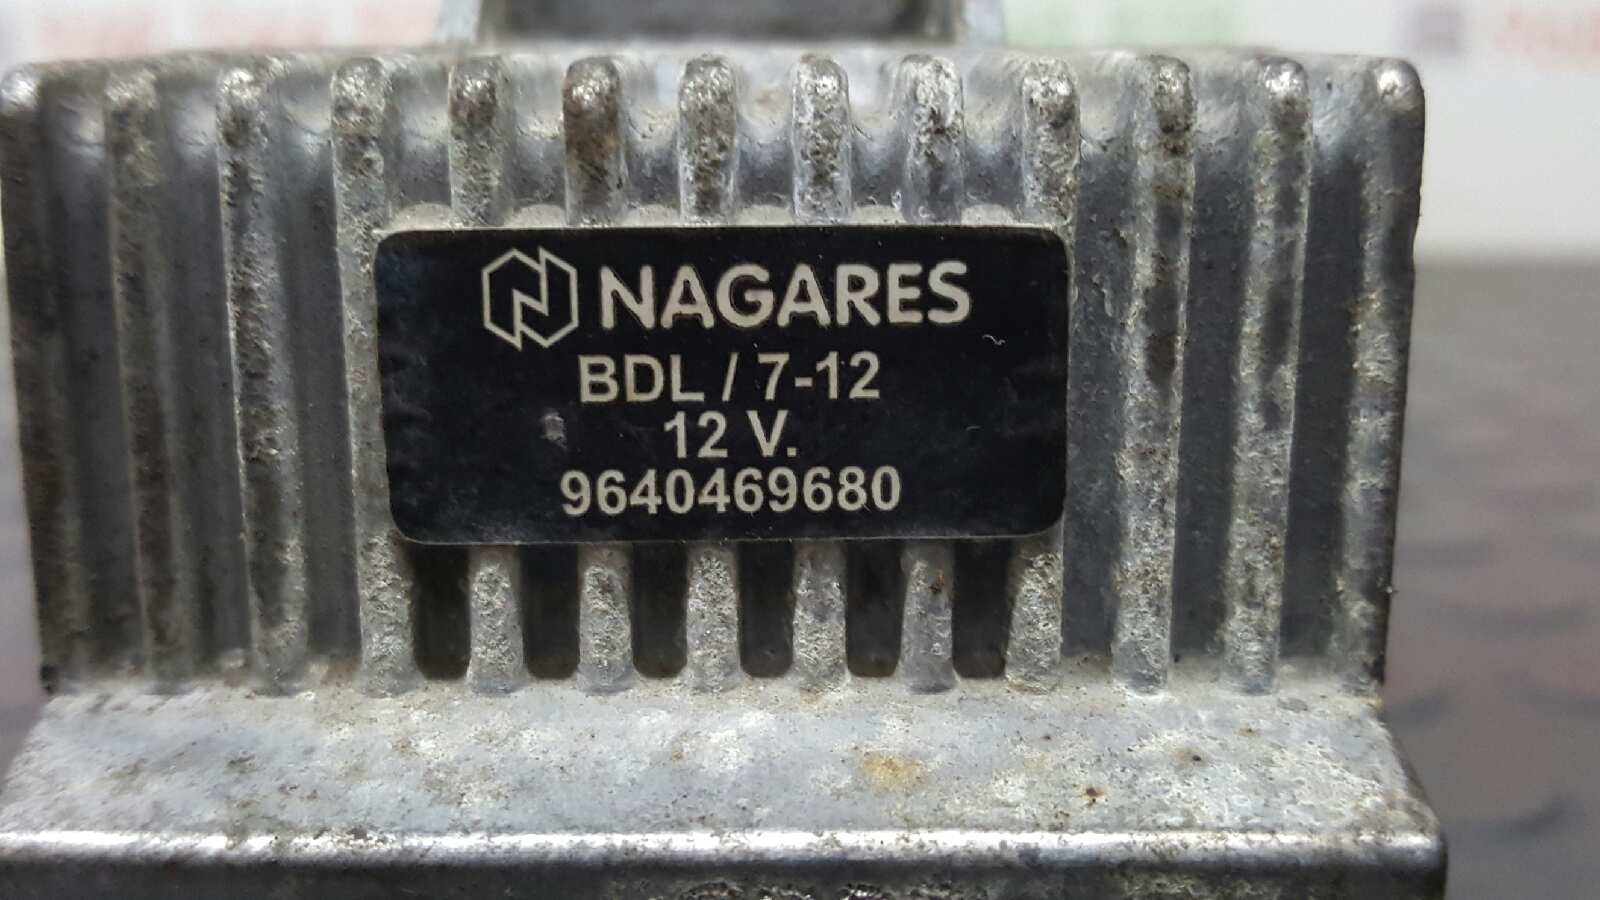 NAGARES
BDL / 7-12
12 V.
9640469680